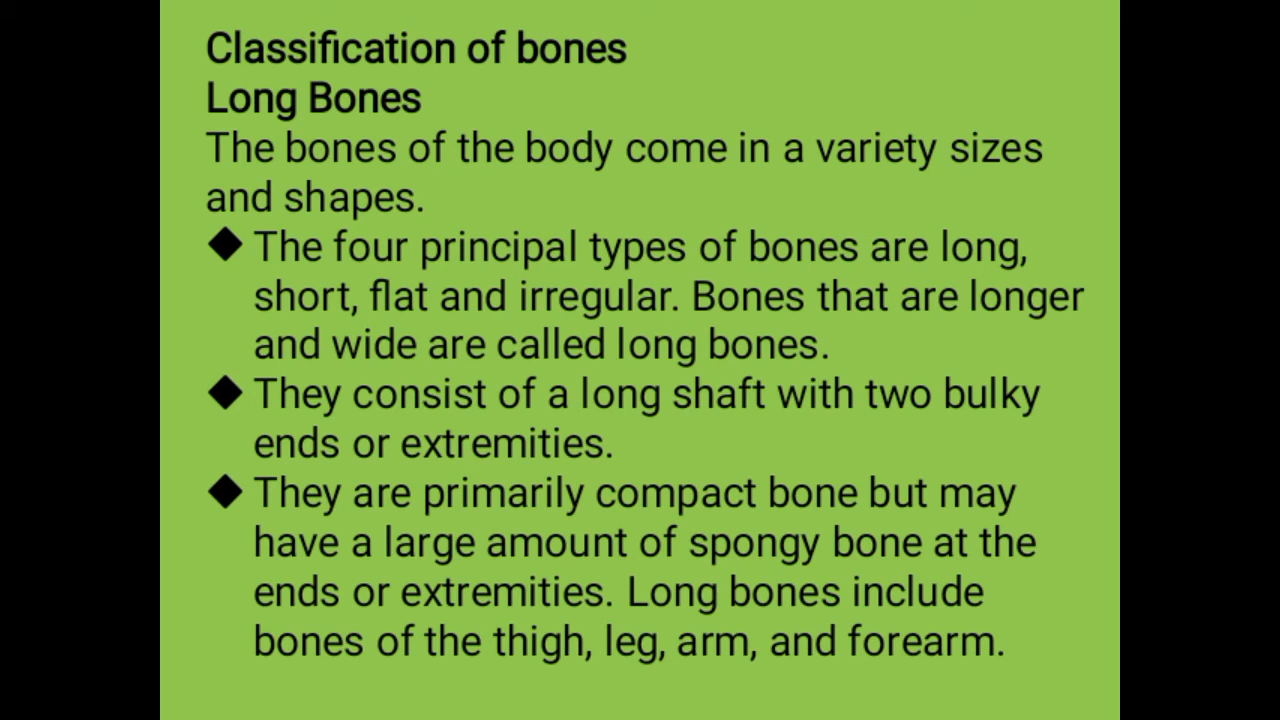 Classification of bones
Long Bones
The bones of the body come in a variety sizes
and shapes.
◆ The four principal types of bones are long,
short, flat and irregular. Bones that are longer
and wide are called long bones.
◆ They consist of a long shaft with two bulky
ends or extremities.
◆ They are primarily compact bone but may
have a large amount of spongy bone at the
ends or extremities. Long bones include
bones of the thigh, leg, arm, and forearm.